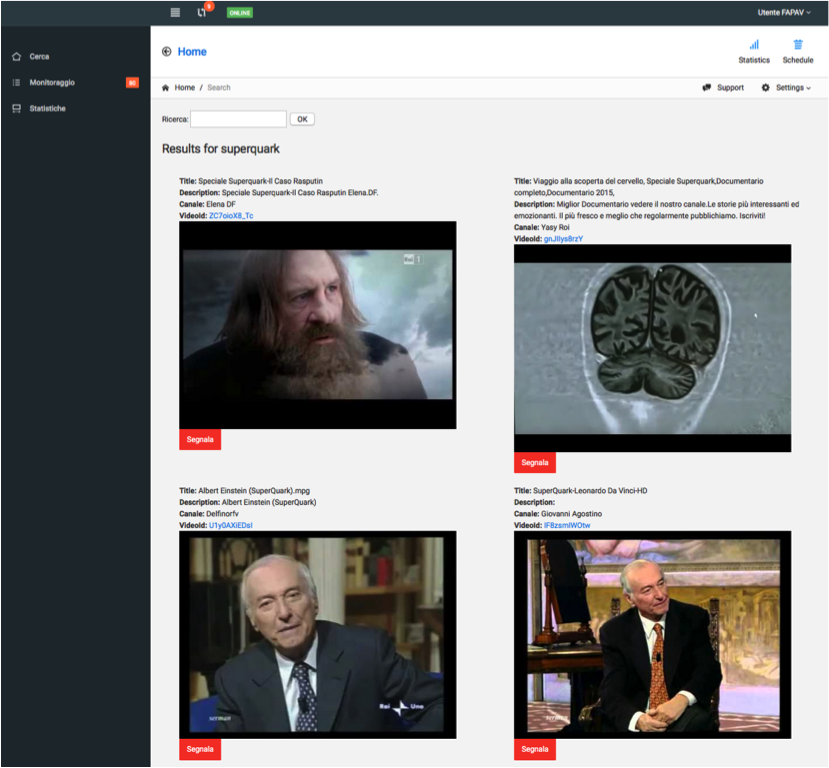 9
ONLINE
Utente FAPAV
Home
Statistics
Schedule
Cerca
Monitoraggio
60
Statistiche
Home / Search
Support
Settings
Ricerca:
OK
Results for superquark
Title: Speciale Superquark-Il Caso Rasputin
Description: Speciale Superquark-Il Caso Rasputin Elena.DF.
Canale: Elena DF
VideoId: ZC7oioX8_Tc
Rai 1
Segnala
Title: Viaggio alla scoperta del cervello, Speciale Superquark,Documentario
completo,Documentario 2015,
Description: Miglior Documentario vedere il nostro canale.Le storie più interessanti ed
emozionanti. Il più fresco e meglio che regolarmente pubblichiamo. Iscriviti!
Canale: Yasy Roi
VideoId: gnJIlys8rzY
Segnala
Title: Albert Einstein (SuperQuark).mpg
Description: Albert Einstein (SuperQuark)
Canale: Delfinorfv
VideoId: U1y0AXiEDsI
Rai Uno
serman
Segnala
Title: SuperQuark-Leonardo Da Vinci-HD
Description:
Canale: Giovanni Agostino
VideoId: IF8zsmIWOtw
serman
Segnala